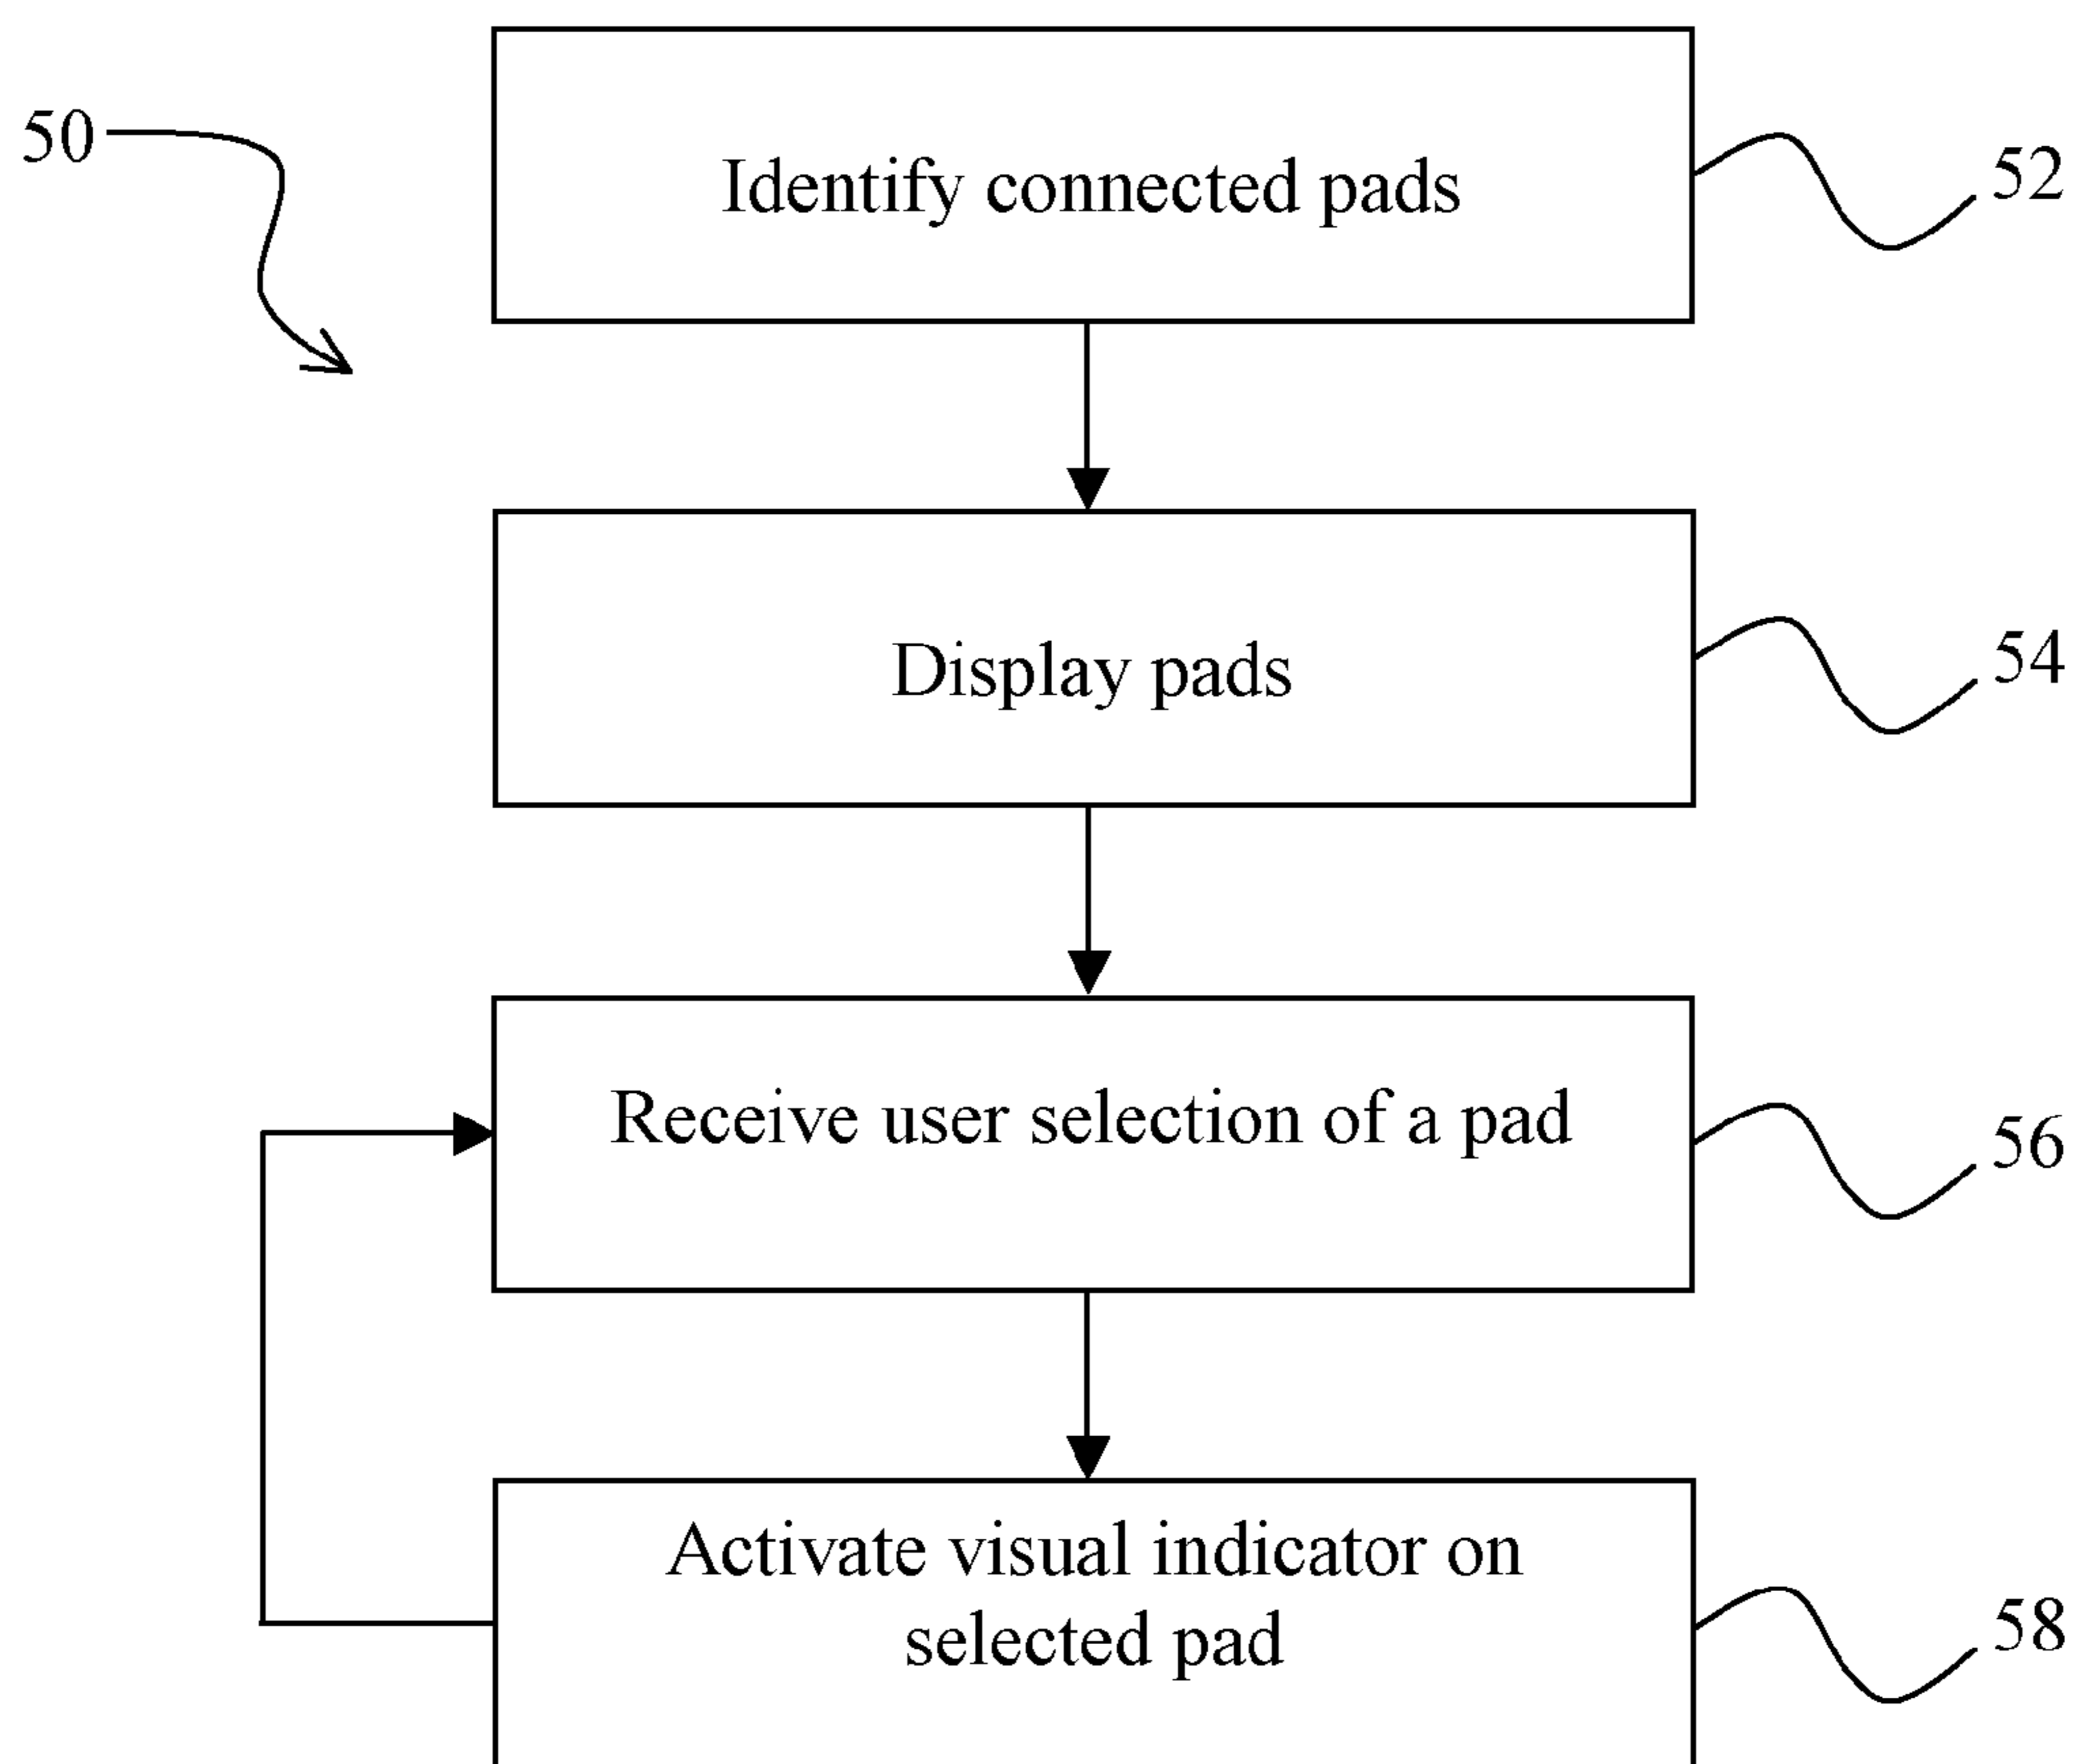 50
Identify connected pads
52
Display pads
54
Receive user selection of a pad
56
Activate visual indicator on
selected pad
58